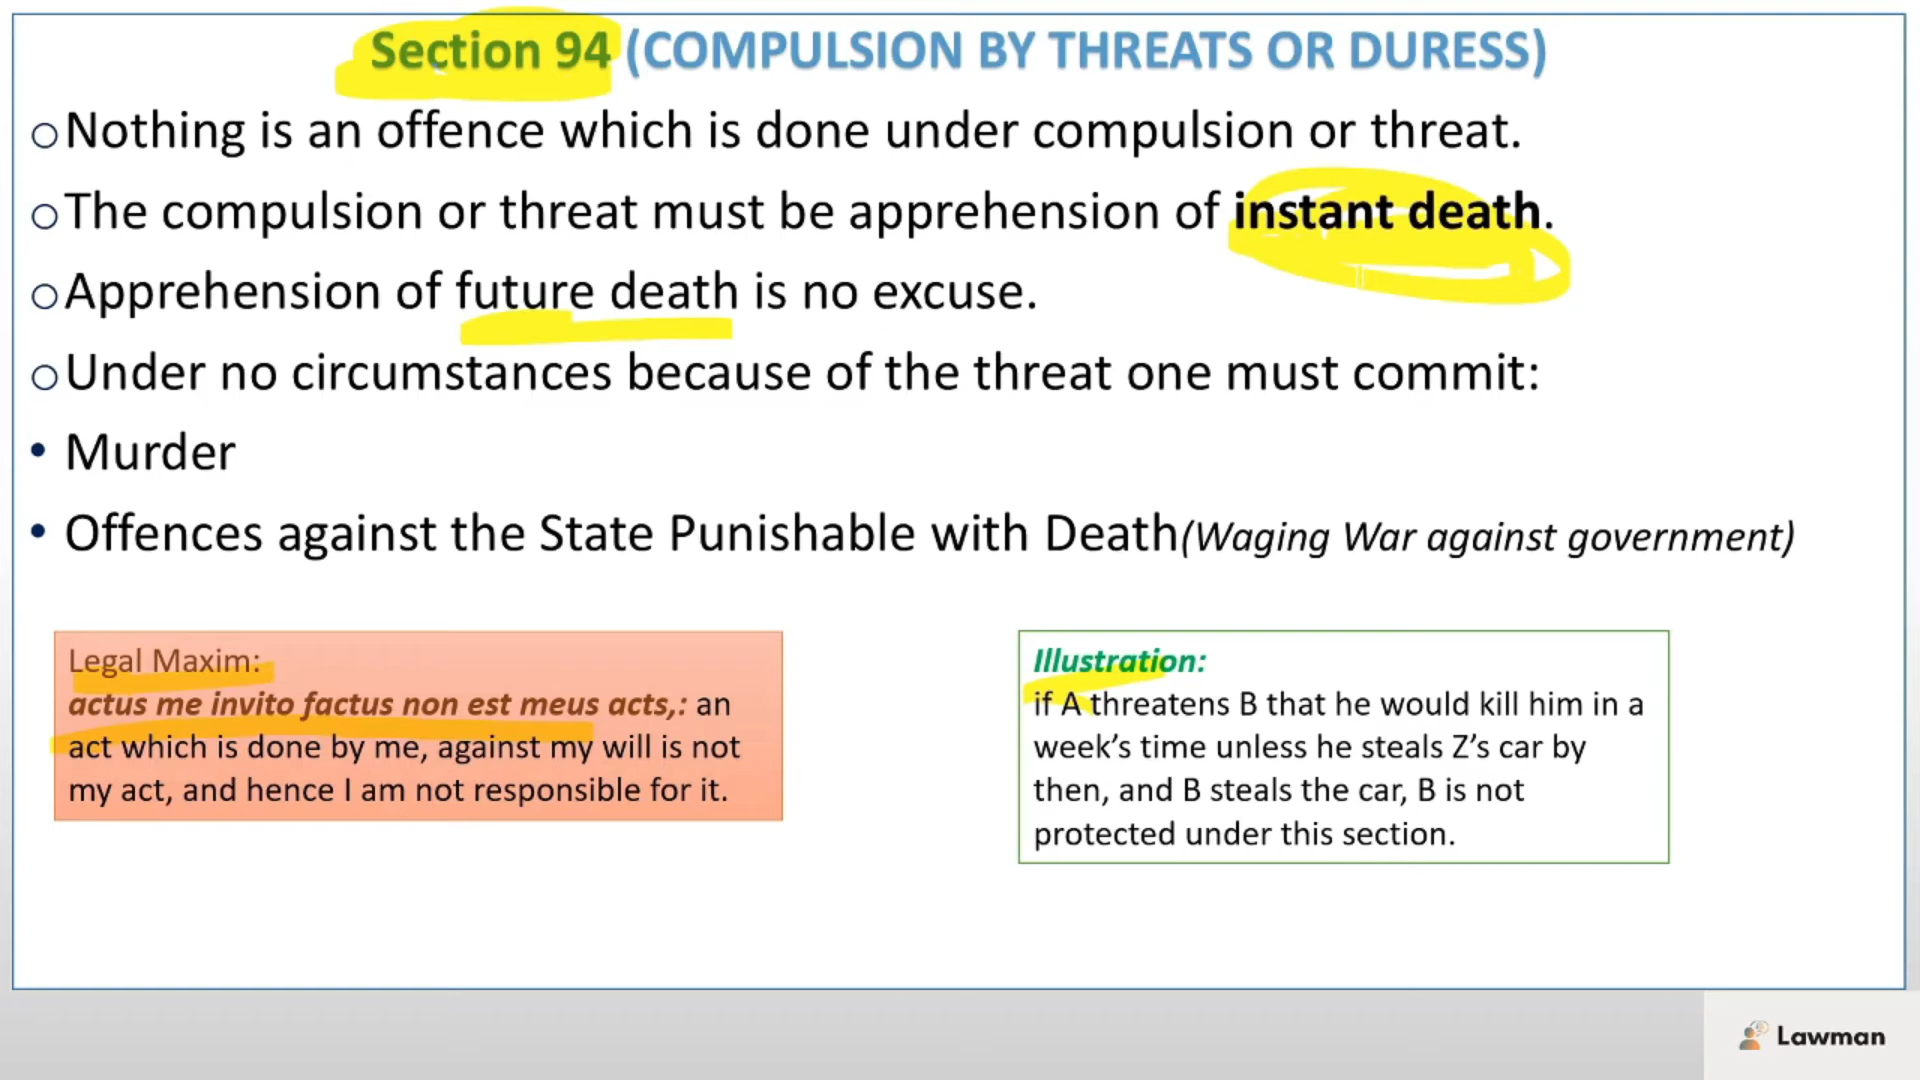 Section 94 (COMPULSION BY THREATS OR DURESS)
oNothing is an offence which is done under compulsion or threat.
oThe compulsion or threat must be apprehension of instant death.
oApprehension of future death is no excuse.
oUnder no circumstances because of the threat one must commit:
• Murder
• Offences against the State Punishable with Death(Waging War against government)
Legal Maxim:
actus me invito factus non est meus acts,: an
act which is done by me, against my will is not
my act, and hence I am not responsible for it.
Illustration:
if A threatens B that he would kill him in a
week’s time unless he steals Z’s car by
then, and B steals the car, B is not
protected under this section.
Lawman